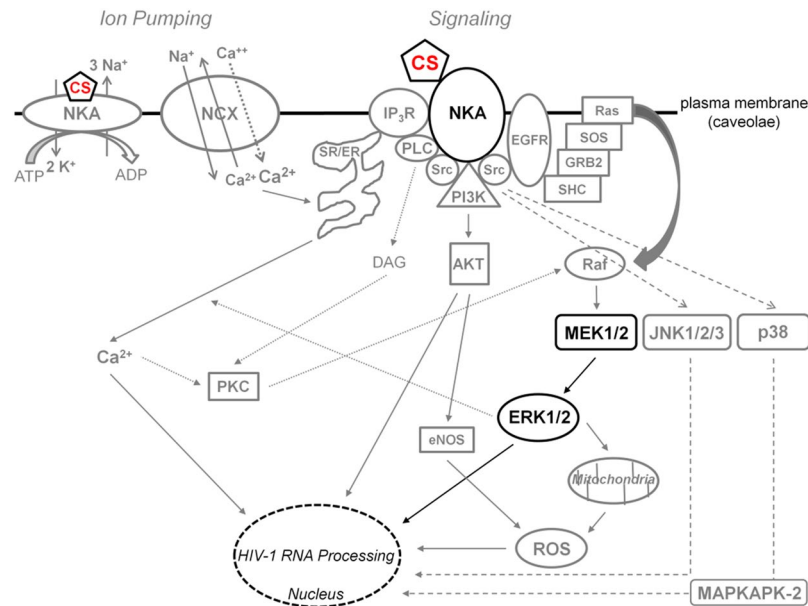 Ion Pumping
Signaling
CS
3 Na⁺
NKA
2 K⁺
ATP
ADP
Na⁺
Ca⁺⁺
NCX
Ca²⁺
Ca²⁺
SR/ER
IP₃R
PLC
CS
NKA
Src
Src
PI3K
EGFR
Ras
SOS
GRB2
SHC
plasma membrane
(caveolae)
DAG
AKT
Raf
MEK1/2
JNK1/2/3
p38
Ca²⁺
PKC
ERK1/2
eNOS
Mitochondria
ROS
HIV-1 RNA Processing
Nucleus
MAPKAPK-2